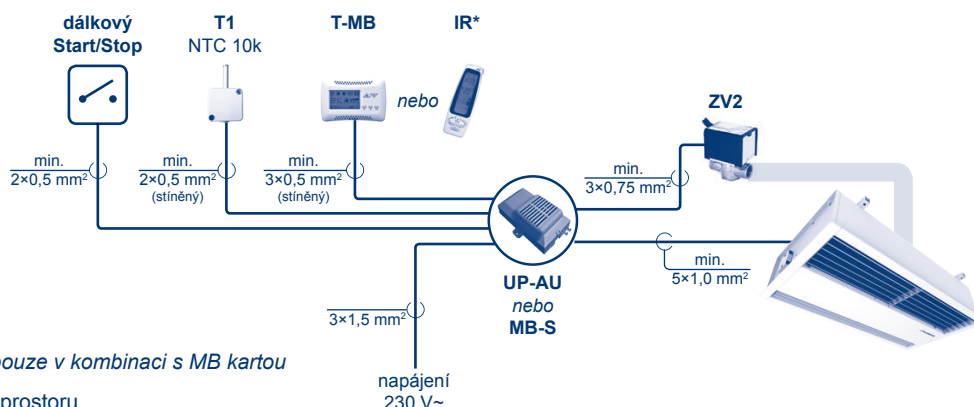 dálkový
Start/Stop
T1
NTC 10k
T-MB
nebo
IR*
ZV2
min.
2×0,5 mm²
min.
2×0,5 mm²
(stíněný)
min.
3×0,5 mm²
(stíněný)
min.
3×0,75 mm²
min.
5×1,0 mm²
UP-AU
nebo
MB-S
3×1,5 mm²
napájení
230 V~
pouze v kombinaci s MB kartou
prostoru